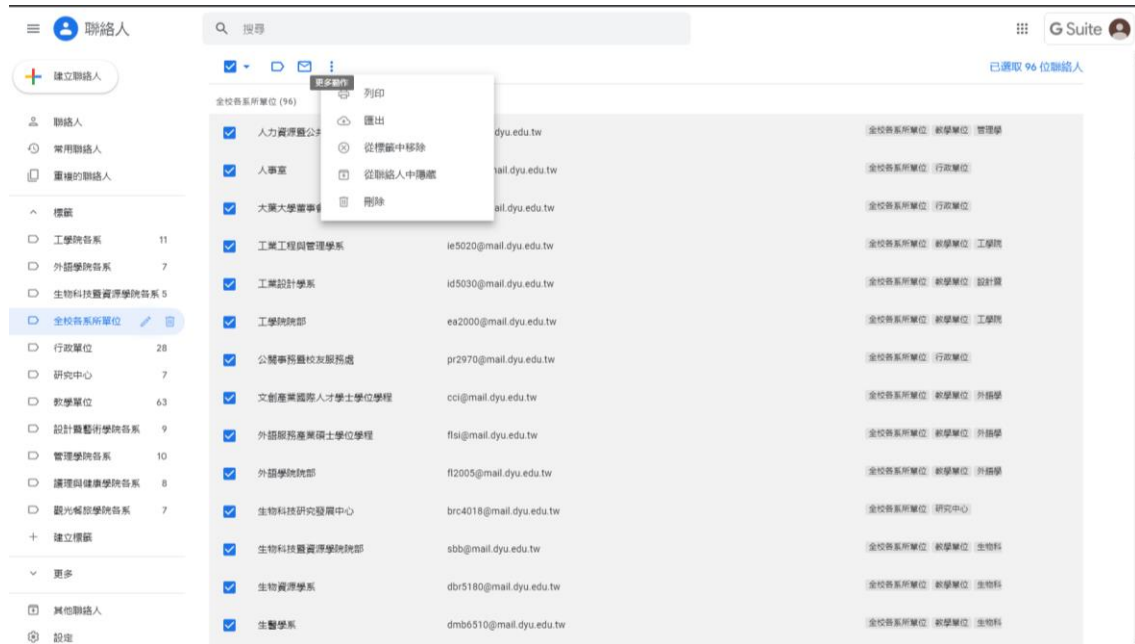 聯絡人
搜尋
G Suite
建立聯絡人
已選取 96 位聯絡人
更多動作
全校各系所單位 (96)
列印
匯出
從標籤中移除
從聯絡人中隱藏
刪除
聯絡人
常用聯絡人
重複的聯絡人
標籤
工學院各系 11
外語學院各系 7
生物科技暨資源學院各系 5
全校各系所單位
行政單位 28
研究中心 7
教學單位 63
設計暨藝術學院各系 9
管理學院各系 10
護理與健康學院各系 8
觀光餐旅學院各系 7
建立標籤
更多
其他聯絡人
設定
人力資源暨公共 dyu.edu.tw 全校各系所單位 教學單位 管理學
人事室 ail.dyu.edu.tw 全校各系所單位 行政單位
大葉大學董事會 ail.dyu.edu.tw 全校各系所單位 行政單位
工業工程與管理學系 ie5020@mail.dyu.edu.tw 全校各系所單位 教學單位 工學院
工業設計學系 id5030@mail.dyu.edu.tw 全校各系所單位 教學單位 設計暨
工學院院部 ea2000@mail.dyu.edu.tw 全校各系所單位 教學單位 工學院
公關事務暨校友服務處 pr2970@mail.dyu.edu.tw 全校各系所單位 行政單位
文創產業國際人才學士學位學程 cci@mail.dyu.edu.tw 全校各系所單位 教學單位 外語學
外語服務產業碩士學位學程 flsi@mail.dyu.edu.tw 全校各系所單位 教學單位 外語學
外語學院院部 fl2005@mail.dyu.edu.tw 全校各系所單位 教學單位 外語學
生物科技研究發展中心 brc4018@mail.dyu.edu.tw 全校各系所單位 研究中心
生物科技暨資源學院院部 sbb@mail.dyu.edu.tw 全校各系所單位 教學單位 生物科
生物資源學系 dbr5180@mail.dyu.edu.tw 全校各系所單位 教學單位 生物科
生醫學系 dmb6510@mail.dyu.edu.tw 全校各系所單位 教學單位 生物科